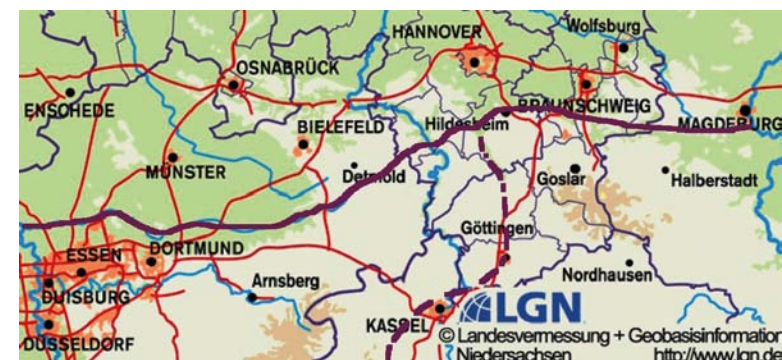 HANNOVER
Wolfsburg
OSNABRÜCK
ENSCHEDE
BRAUNSCHWEIG
BIELEFELD
Hildesheim
MAGDEBURG
MÜNSTER
Detmold
Goslar
Halberstadt
Göttingen
ESSEN
DORTMUND
Nordhausen
Arnsberg
DUISBURG
LGN
KASSEL
DÜSSELDORF
© Landesvermessung + Geobasisinformation
Niedersachsen http://www.lgn.de